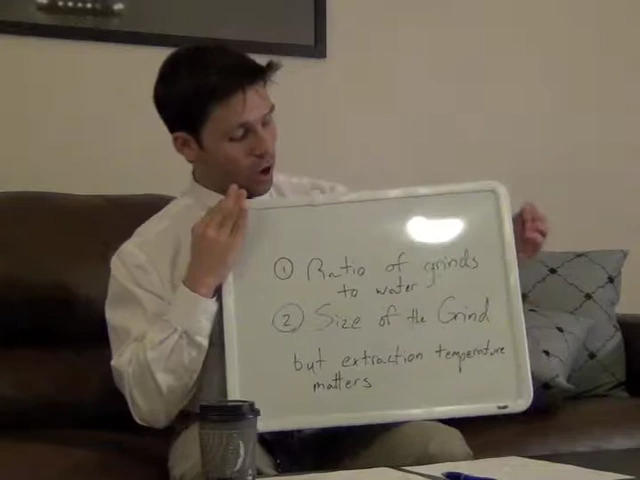 ① Ratio of grinds
to water
② Size of the Grind
but extraction temperature
matters